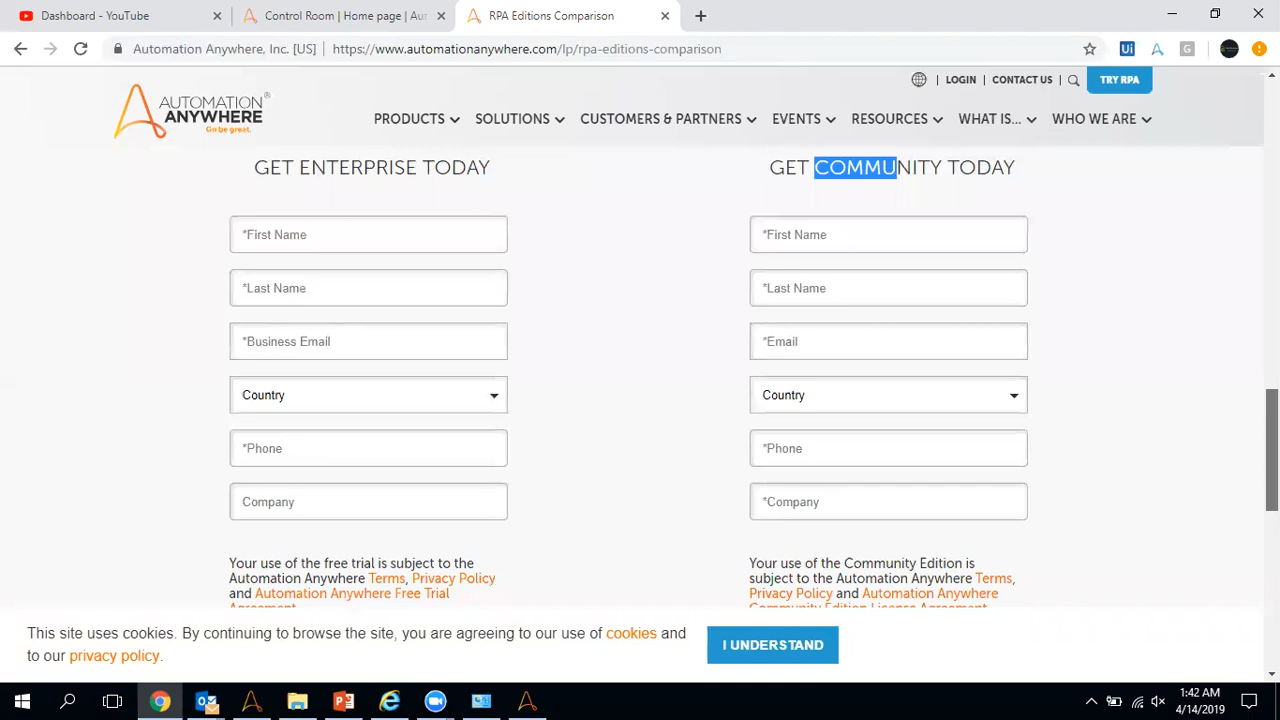 Dashboard - YouTube
Control Room | Home page | Aut
RPA Editions Comparison
Automation Anywhere, Inc. [US] | https://www.automationanywhere.com/lp/rpa-editions-comparison
Ui
G
AUTOMATION®
ANYWHERE
Go be great.
| LOGIN | CONTACT US |
TRY RPA
PRODUCTS
SOLUTIONS
CUSTOMERS & PARTNERS
EVENTS
RESOURCES
WHAT IS...
WHO WE ARE
GET ENTERPRISE TODAY
*First Name
*Last Name
*Business Email
Country
*Phone
Company
Your use of the free trial is subject to the
Automation Anywhere Terms, Privacy Policy
and Automation Anywhere Free Trial
Agreement
GET COMMUNITY TODAY
*First Name
*Last Name
*Email
Country
*Phone
*Company
Your use of the Community Edition is
subject to the Automation Anywhere Terms,
Privacy Policy and Automation Anywhere
Community Edition License Agreement
This site uses cookies. By continuing to browse the site, you are agreeing to our use of cookies and
to our privacy policy.
I UNDERSTAND
1:42 AM
4/14/2019